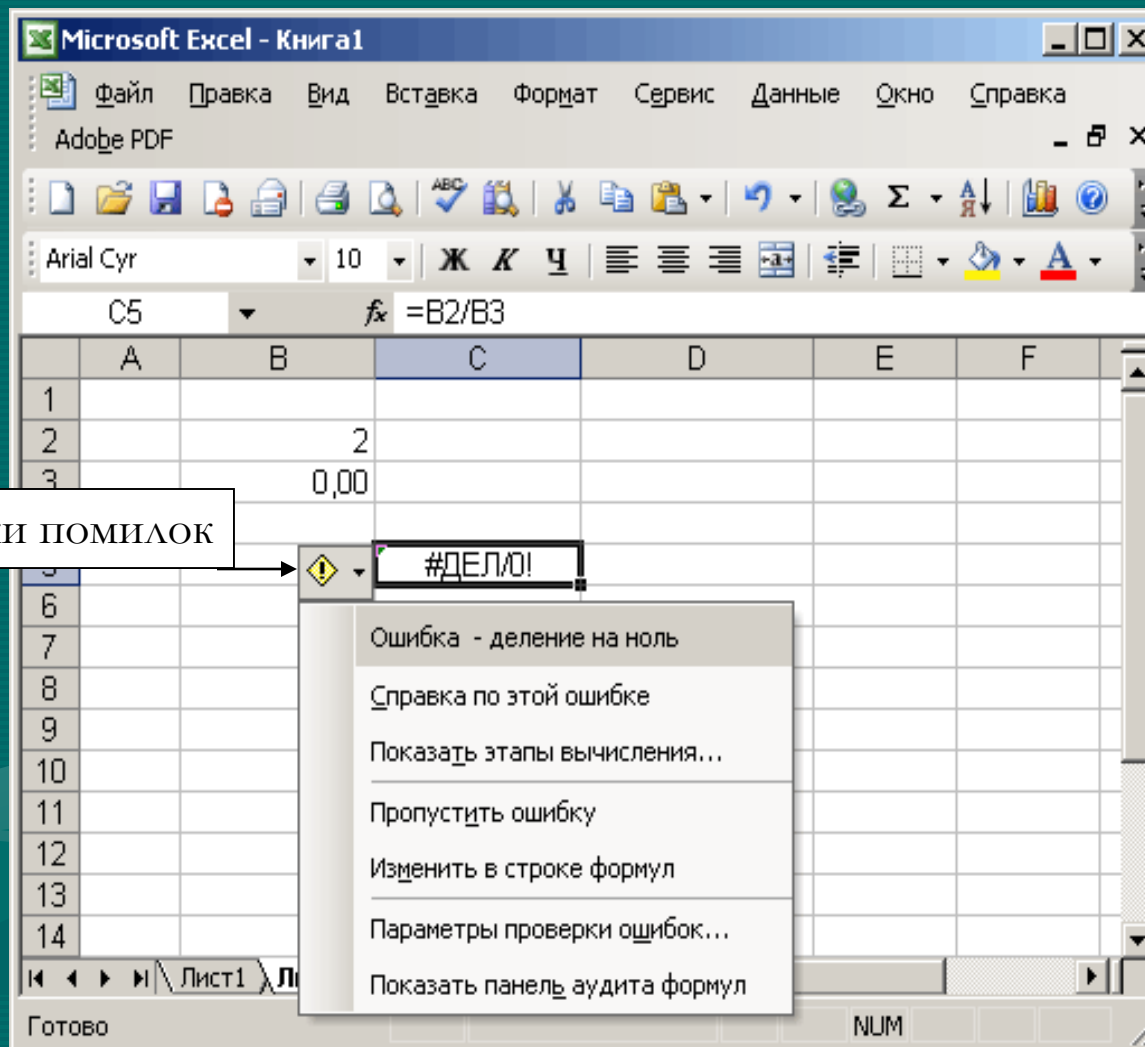 Microsoft Excel - Книга1
Файл Правка Вид Вставка Формат Сервис Данные Окно Справка
Adobe PDF
ABC Σ А Я
Arial Cyr 10 Ж К Ч a A
C5 fx =B2/B3
A B C D E F
1
2 2
3 0,00
помилок
5 #ДЕЛ/0!
6
Ошибка - деление на ноль
7
Справка по этой ошибке
8
Показать этапы вычисления...
9
10
Пропустить ошибку
11
Изменить в строке формул
12
13
Параметры проверки ошибок...
14
Лист1
Показать панель аудита формул
Готово NUM